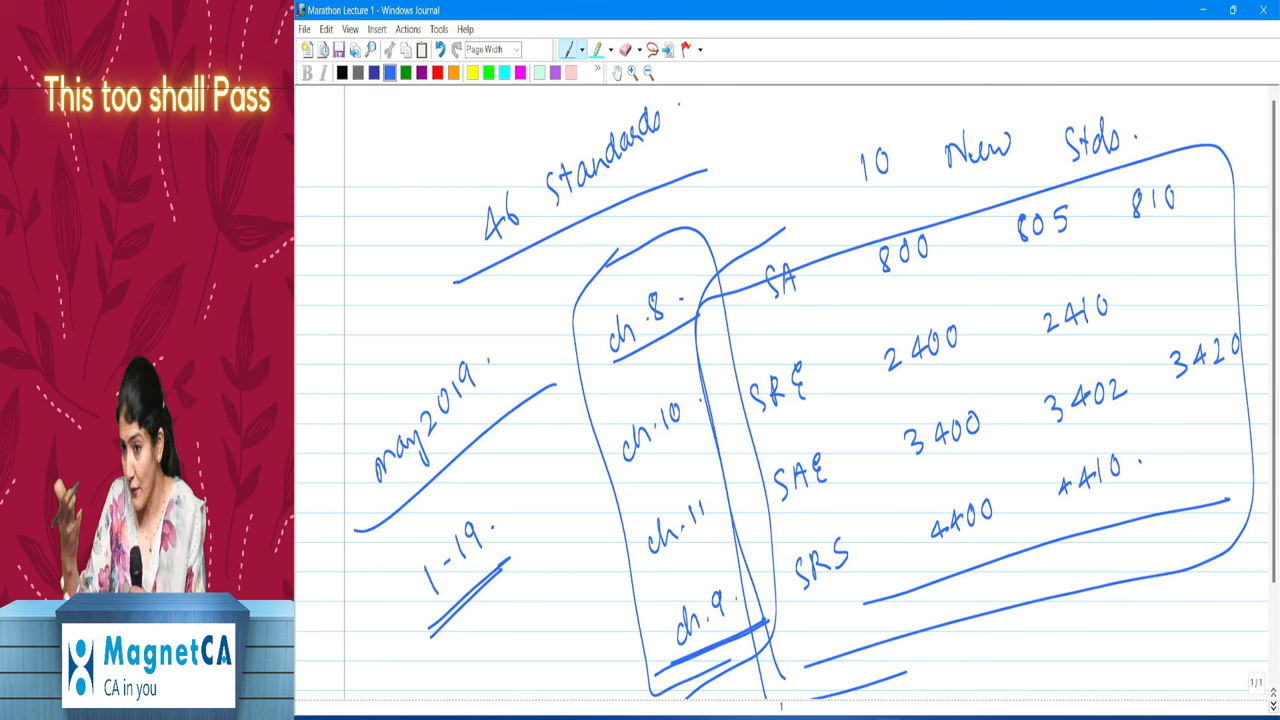 This too shall Pass
MagnetCA
CA in you
Marathon Lecture 1 - Windows Journal
File Edit View Insert Actions Tools Help
Page Width
B I
46 Standards.
10 New Stds.
ch.8. SA 800 805 810
may 2019. ch.10. SRE 2400 2410
ch.11 SAE 3400 3402 3420
1-19. ch.9. SRS 4400 4410.
1
1/1